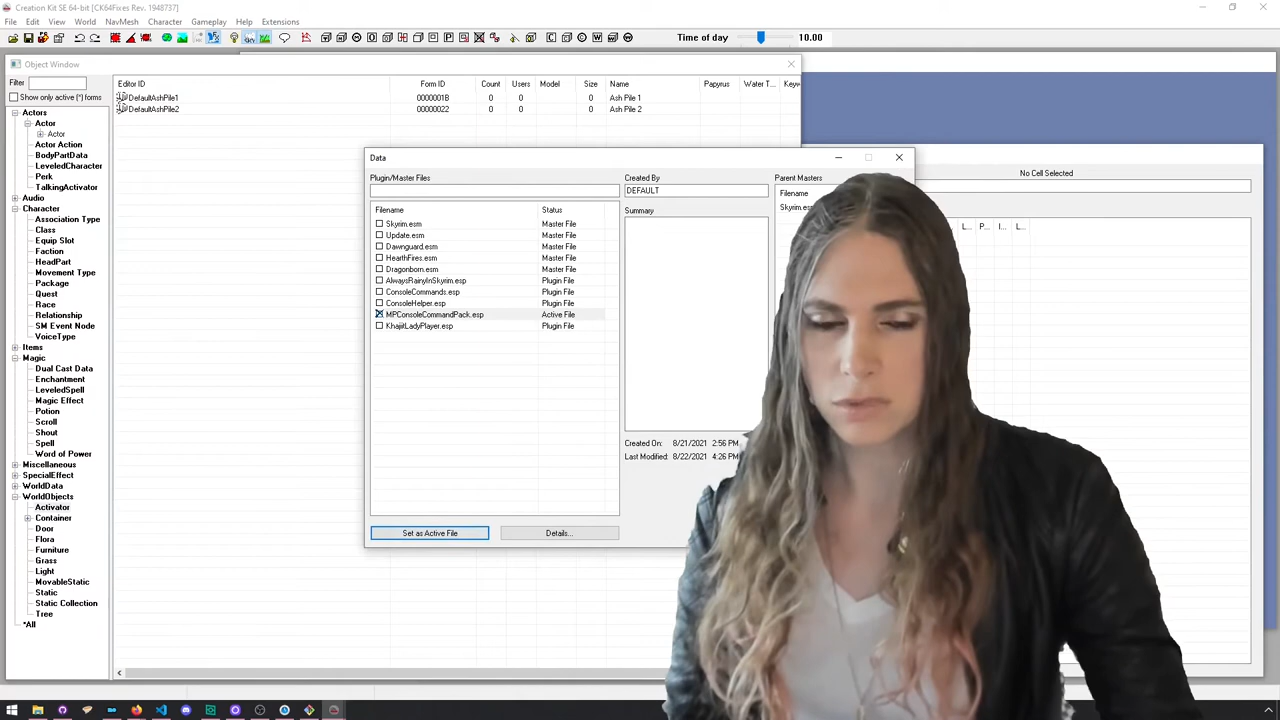 Creation Kit SE 64-bit (CK64Fixes Rev. 1948737)
File Edit View World NavMesh Character Gameplay Help Extensions
Time of day 10.00
Object Window
Filter
Show only active (*) forms
Editor ID Form ID Count Users Model Size Name Papyrus Water T... Keyw
DefaultAshPile1 0000001B 0 0 0 Ash Pile 1
DefaultAshPile2 00000022 0 0 0 Ash Pile 2
Actors
Actor
Actor
Actor Action
BodyPartData
LeveledCharacter
Perk
TalkingActivator
Audio
Character
Association Type
Class
Equip Slot
Faction
HeadPart
Movement Type
Package
Quest
Race
Relationship
SM Event Node
VoiceType
Items
Magic
Dual Cast Data
Enchantment
LeveledSpell
Magic Effect
Potion
Scroll
Shout
Spell
Word of Power
Miscellaneous
SpecialEffect
WorldData
WorldObjects
Activator
Container
Door
Flora
Furniture
Grass
Light
MovableStatic
Static
Static Collection
Tree
*All
Data
Plugin/Master Files
Filename Status
Skyrim.esm Master File
Update.esm Master File
Dawnguard.esm Master File
HearthFires.esm Master File
Dragonborn.esm Master File
AlwaysRainyInSkyrim.esp Plugin File
ConsoleCommands.esp Plugin File
ConsoleHelper.esp Plugin File
MPConsoleCommandPack.esp Active File
KhajiitLadyPlayer.esp Plugin File
Set as Active File
Details...
Created By
DEFAULT
Summary
Created On: 8/21/2021 2:56 PM
Last Modified: 8/22/2021 4:26 PM
Parent Masters
Filename
Skyrim.esm
No Cell Selected
L... P... I... L...